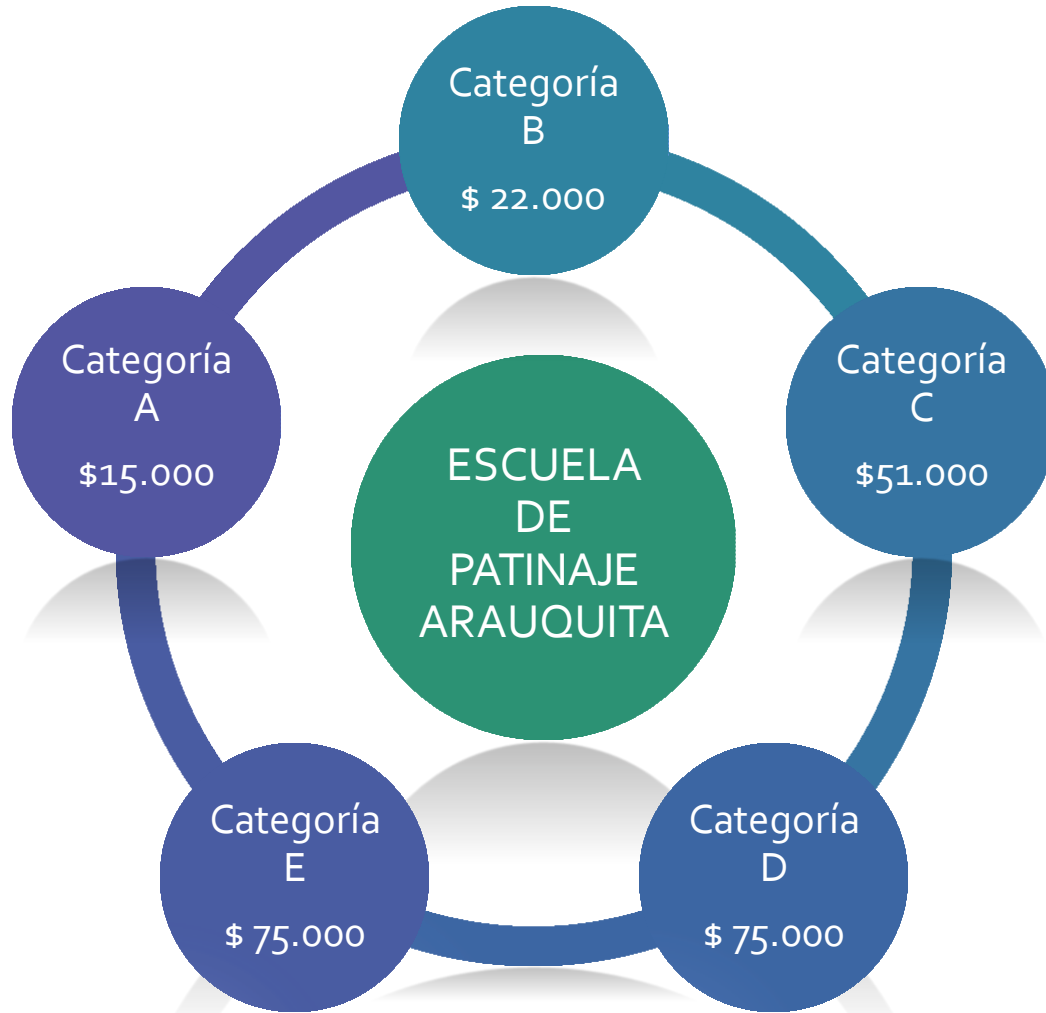 Categoría
B
$ 22.000
Categoría
A
$15.000
Categoría
C
$51.000
ESCUELA
DE
PATINAJE
ARAUQUITA
Categoría
E
$ 75.000
Categoría
D
$ 75.000